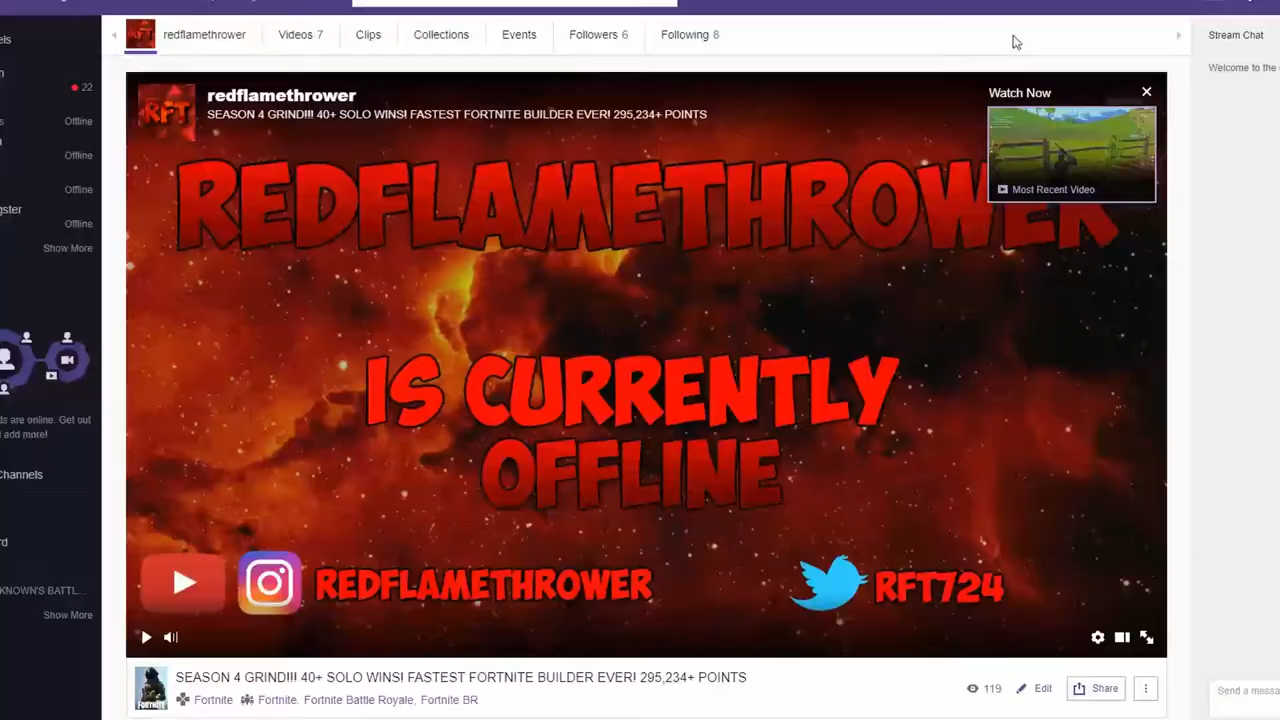 redflamethrower
Videos 7
Clips
Collections
Events
Followers 6
Following 8
Stream Chat
Welcome to the
22
Offline
Offline
Offline
Offline
Show More
are online. Get out
add more!
Channels
Show More
RFT
redflamethrower
SEASON 4 GRIND!!! 40+ SOLO WINS! FASTEST FORTNITE BUILDER EVER! 295,234+ POINTS
Watch Now
Most Recent Video
REDFLAMETHROWER
IS CURRENTLY
OFFLINE
REDFLAMETHROWER
RFT724
SEASON 4 GRIND!!! 40+ SOLO WINS! FASTEST FORTNITE BUILDER EVER! 295,234+ POINTS
Fortnite
Fortnite, Fortnite Battle Royale, Fortnite BR
119
Edit
Share
Send a